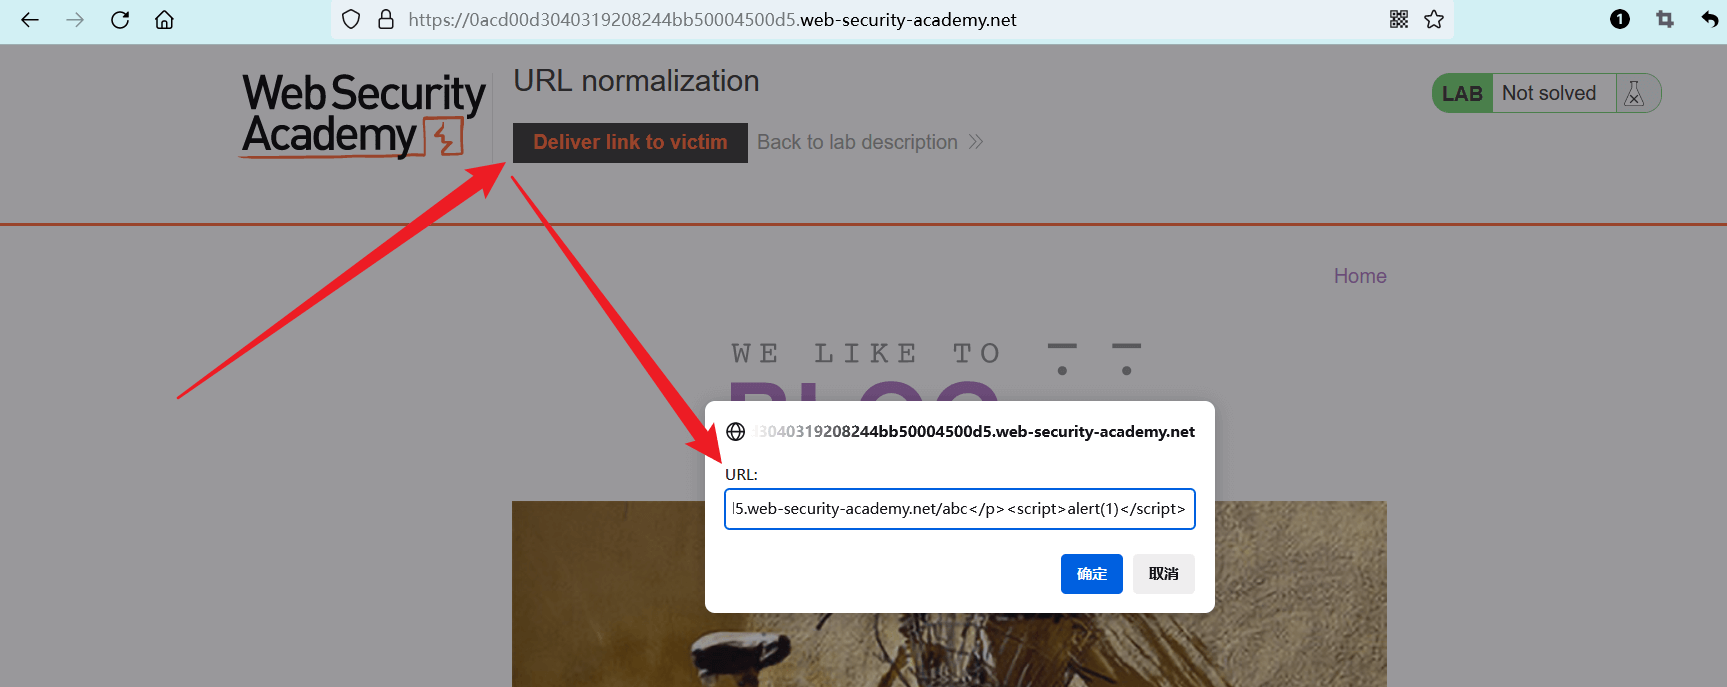 https://0acd00d3040319208244bb50004500d5.web-security-academy.net
1
Web Security
Academy
URL normalization
LAB Not solved
Deliver link to victim Back to lab description
Home
WE LIKE TO
BLOG
3040319208244bb50004500d5.web-security-academy.net
URL:
5.web-security-academy.net/abc</p><script>alert(1)</script>
确定 取消